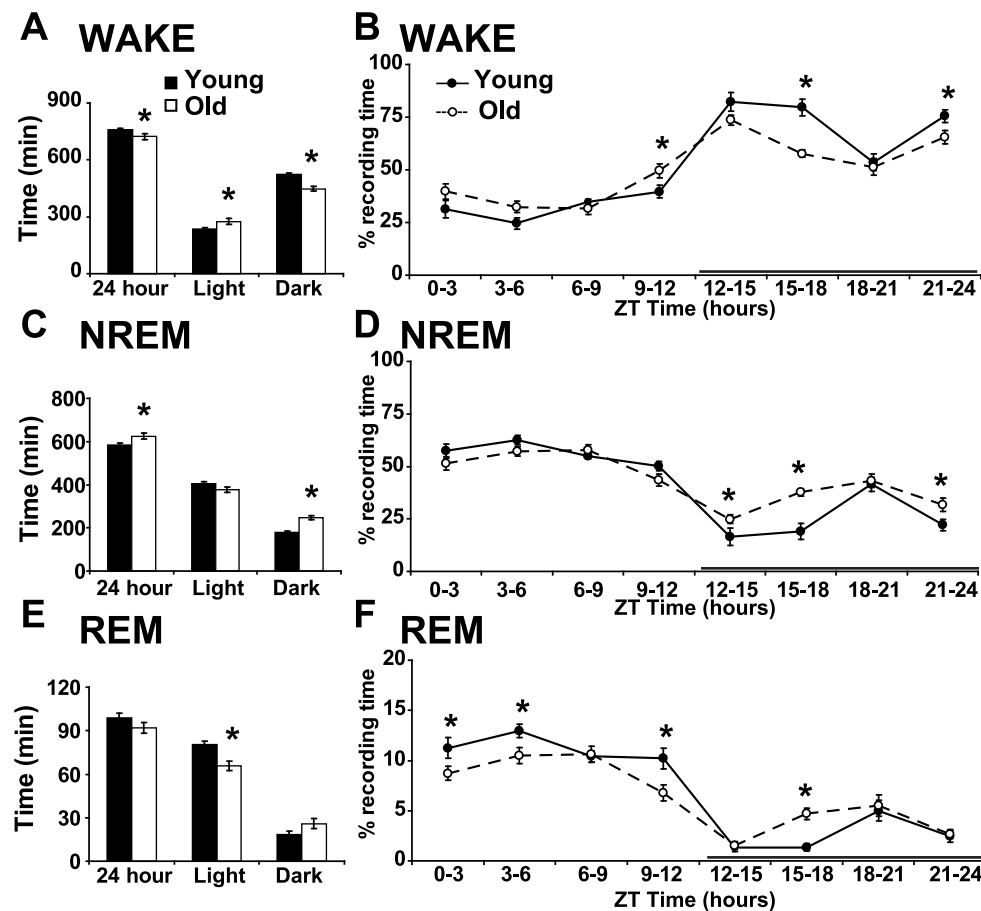 A WAKE
Young
Old
Time (min)
900
600
300
0
* * *
24 hour Light Dark
B WAKE
Young
Old
% recording time
100
75
50
25
0
* * *
0-3 3-6 6-9 9-12 12-15 15-18 18-21 21-24
ZT Time (hours)
C NREM
Time (min)
800
600
400
200
0
* *
24 hour Light Dark
D NREM
% recording time
100
75
50
25
0
* * *
0-3 3-6 6-9 9-12 12-15 15-18 18-21 21-24
ZT Time (hours)
E REM
Time (min)
120
90
60
30
0
*
24 hour Light Dark
F REM
% recording time
20
15
10
5
0
* * * *
0-3 3-6 6-9 9-12 12-15 15-18 18-21 21-24
ZT Time (hours)